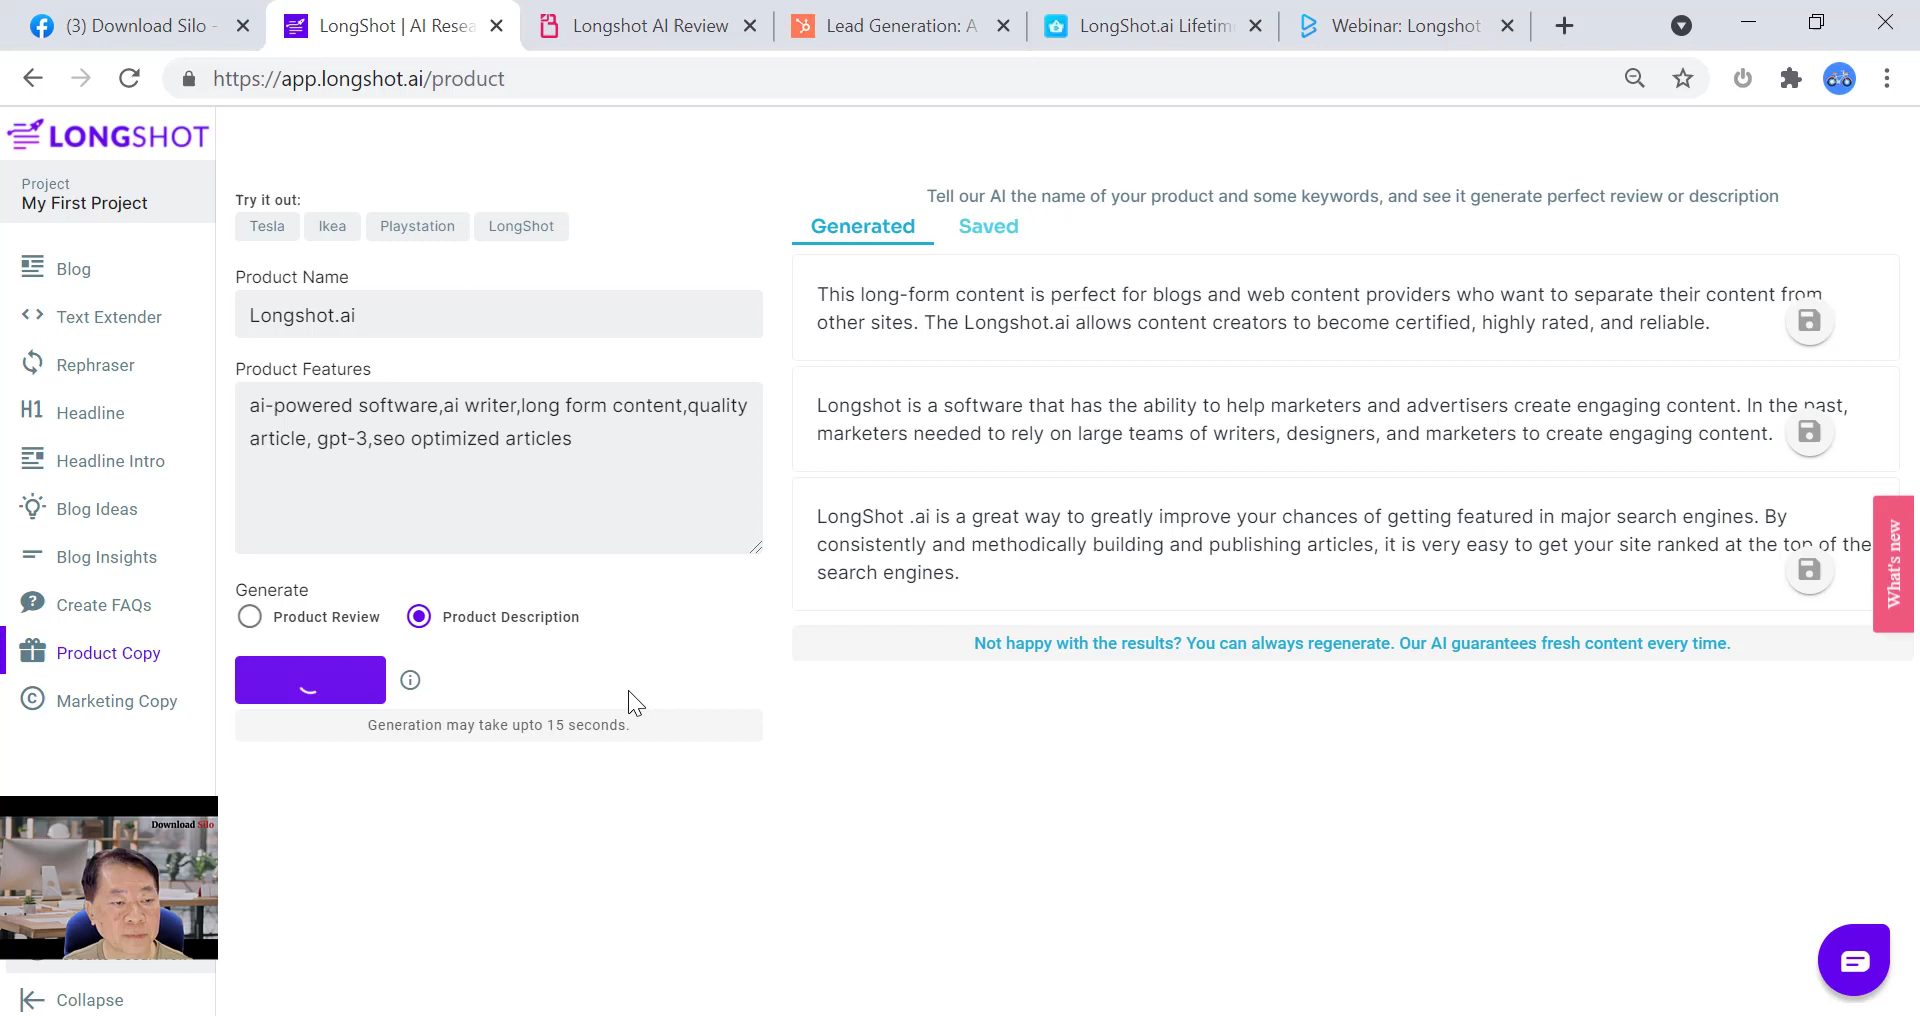 (3) Download Silo -
LongShot | AI Resea
Longshot AI Review
Lead Generation: A
LongShot.ai Lifetim
Webinar: Longshot
https://app.longshot.ai/product
LONGSHOT
Project
My First Project
Blog
Text Extender
Rephraser
H1 Headline
Headline Intro
Blog Ideas
Blog Insights
Create FAQs
Product Copy
Marketing Copy
Download Silo
Collapse
Try it out:
Tesla
Ikea
Playstation
LongShot
Product Name
Longshot.ai
Product Features
ai-powered software,ai writer,long form content,quality
article, gpt-3,seo optimized articles
Generate
Product Review
Product Description
Generation may take upto 15 seconds.
Tell our AI the name of your product and some keywords, and see it generate perfect review or description
Generated
Saved
This long-form content is perfect for blogs and web content providers who want to separate their content from
other sites. The Longshot.ai allows content creators to become certified, highly rated, and reliable.
Longshot is a software that has the ability to help marketers and advertisers create engaging content. In the past,
marketers needed to rely on large teams of writers, designers, and marketers to create engaging content.
LongShot .ai is a great way to greatly improve your chances of getting featured in major search engines. By
consistently and methodically building and publishing articles, it is very easy to get your site ranked at the top of the
search engines.
Not happy with the results? You can always regenerate. Our AI guarantees fresh content every time.
What's new